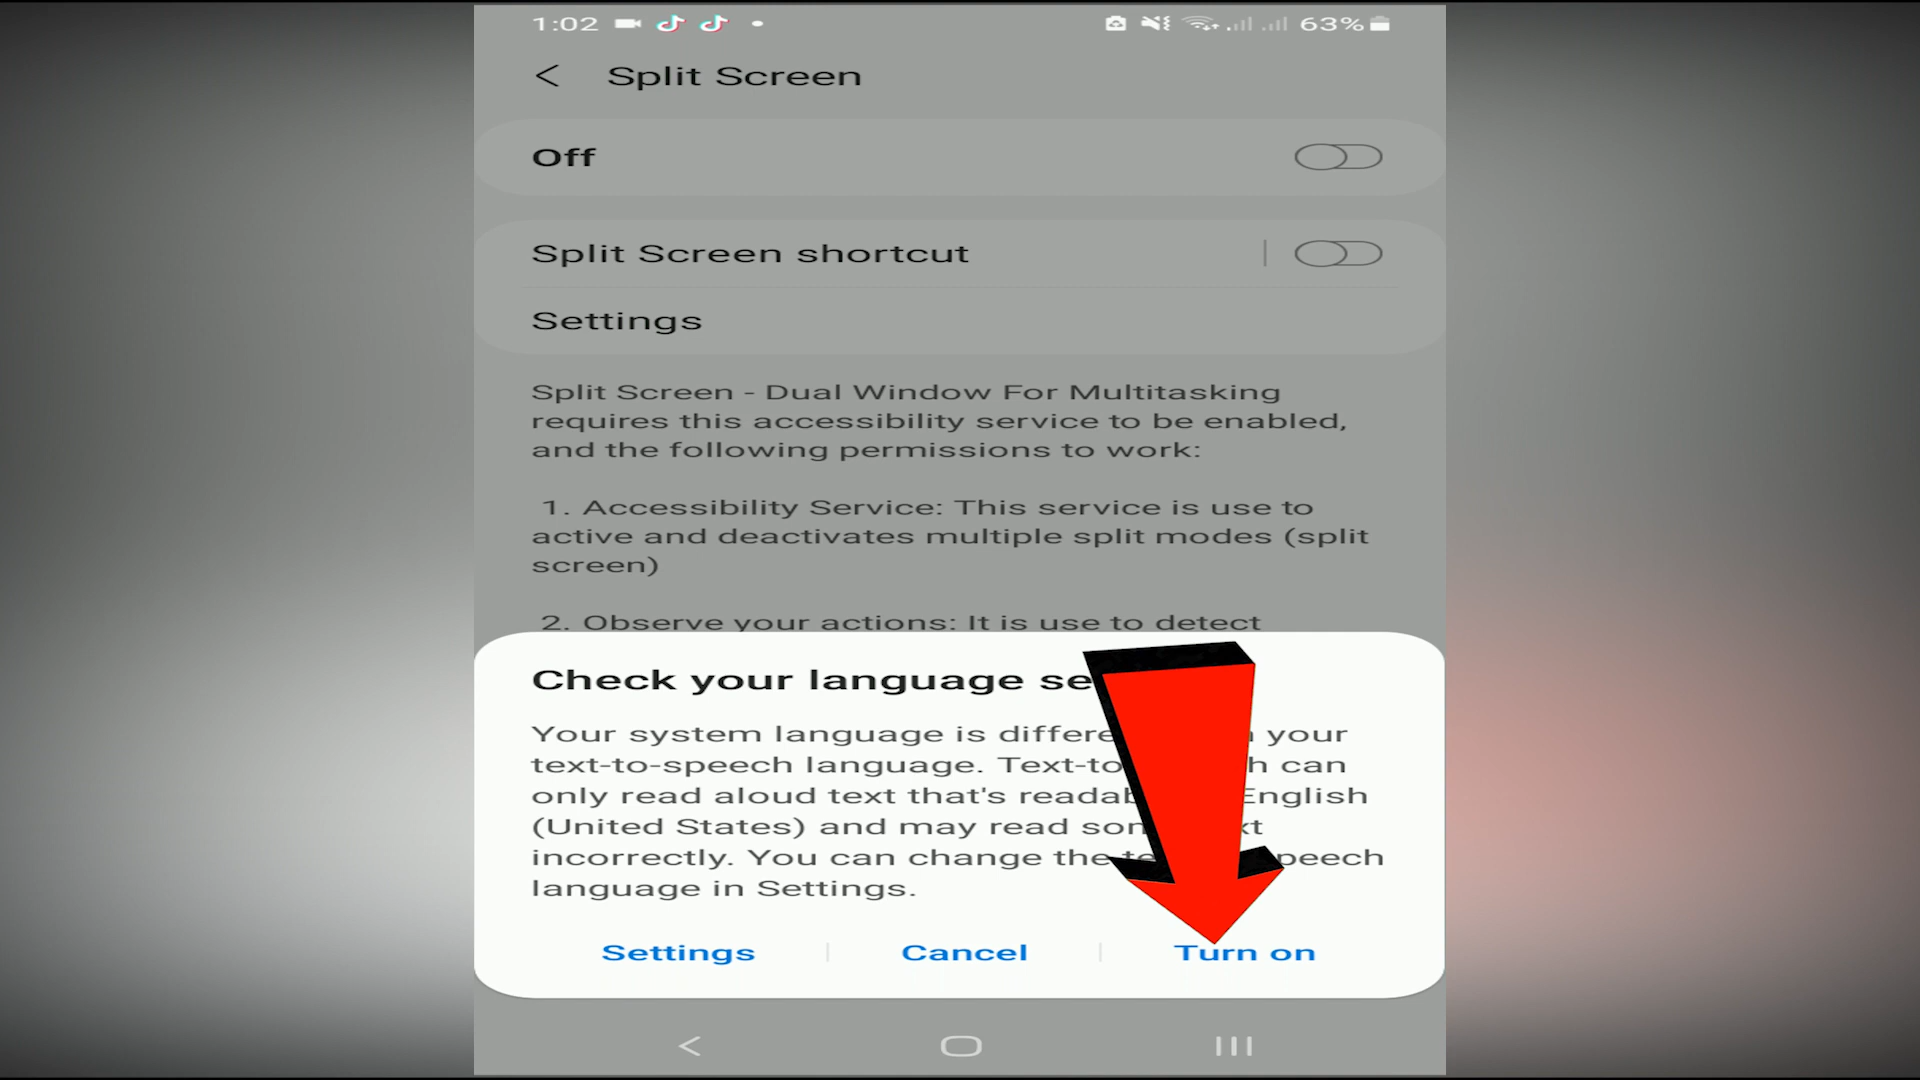 1:02
63%
Split Screen
Off
Split Screen shortcut
Settings
Split Screen - Dual Window For Multitasking
requires this accessibility service to be enabled,
and the following permissions to work:
1. Accessibility Service: This service is use to
active and deactivates multiple split modes (split
screen)
2. Observe your actions: It is use to detect
Check your language se
Your system language is differe your
text-to-speech language. Text-to h can
only read aloud text that's readab English
(United States) and may read som xt
incorrectly. You can change the te speech
language in Settings.
Settings
Cancel
Turn on